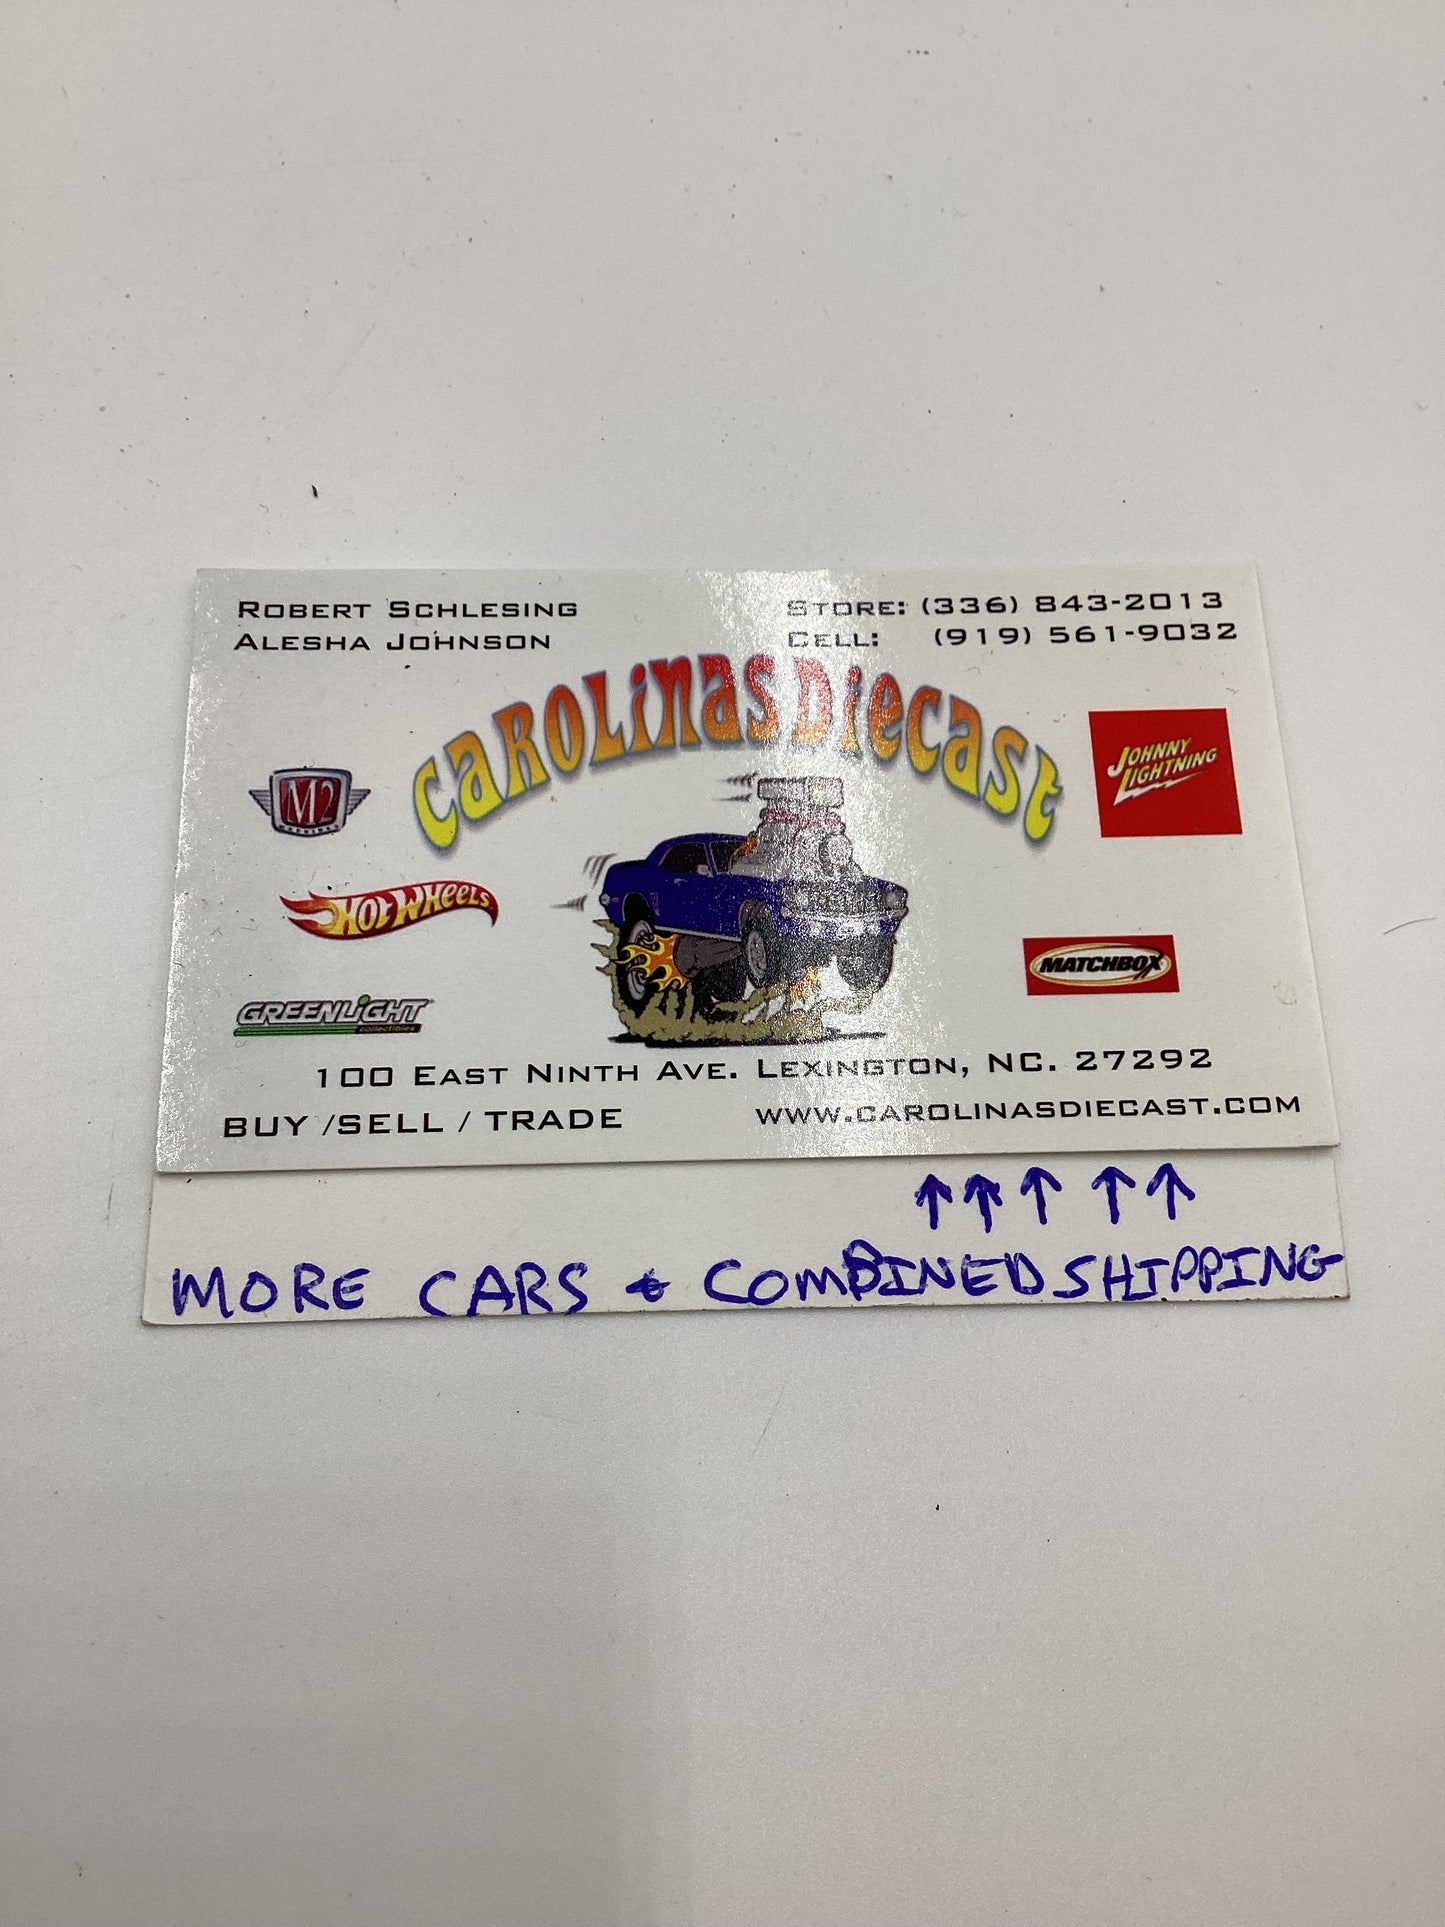 ROBERT SCHLESING
ALESHA JOHNSON
STORE: (336) 843-2013
CELL: (919) 561-9032
CAROLINAS DIECAST
M2
MACHINES
JOHNNY
LIGHTNING
HOT WHEELS
MATCHBOX
GREENLIGHT
collectibles
100 EAST NINTH AVE. LEXINGTON, NC. 27292
BUY /SELL / TRADE
WWW.CAROLINASDIECAST.COM
↑↑↑ ↑↑
MORE CARS & COMBINED SHIPPING